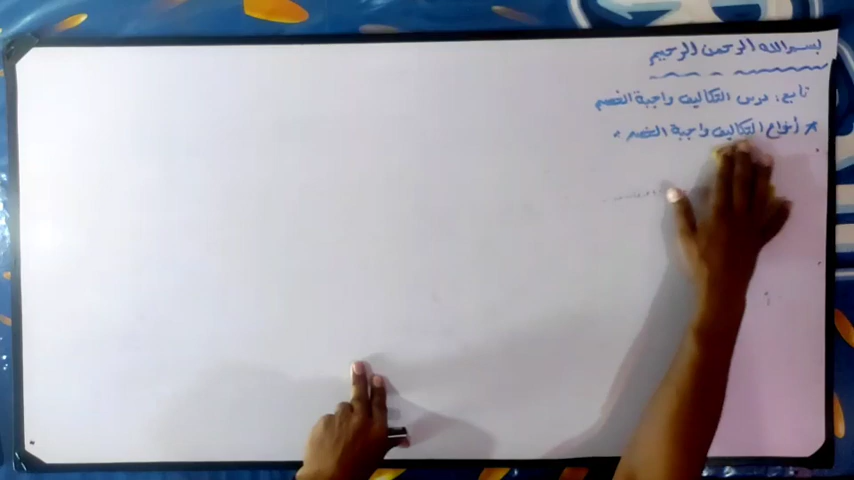 بسم الله الرحمن الرحيم
تابع: درس التكاليف واجبة الخصم
* أنواع التكاليف واجبة الخصم: